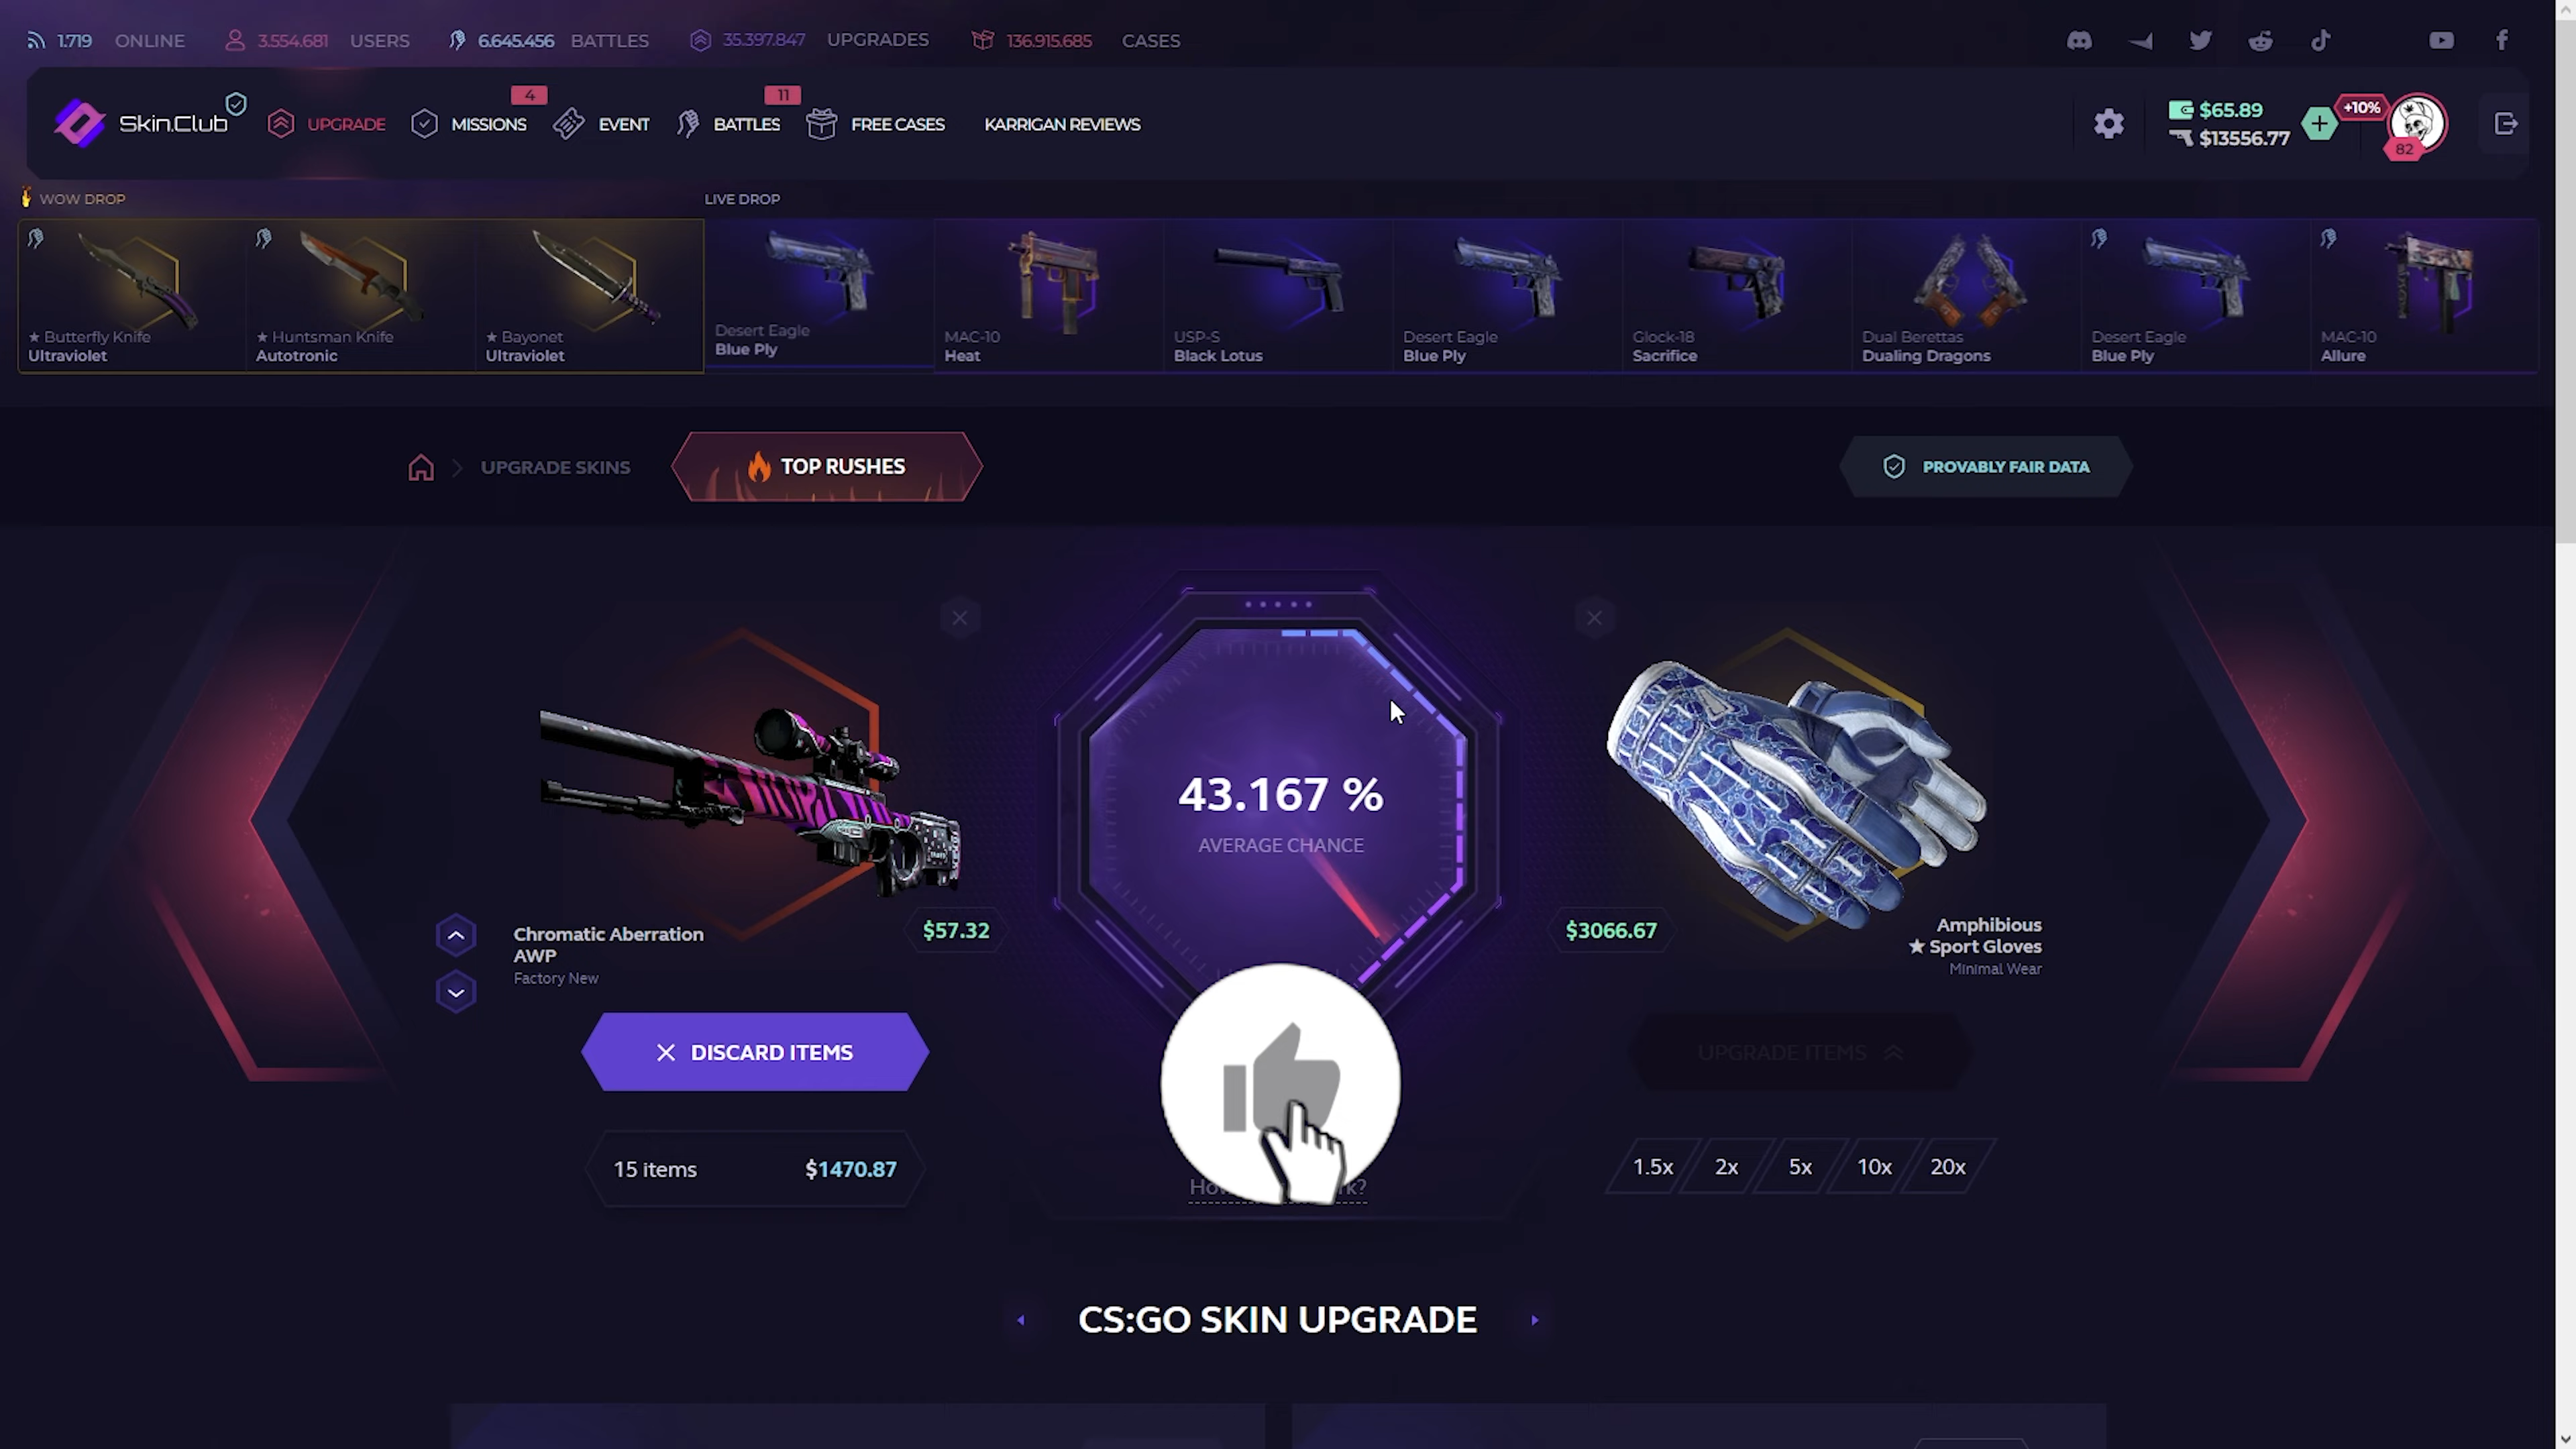 1.719 ONLINE 3.554.681 USERS 6.645.456 BATTLES 35.397.847 UPGRADES 136.915.685 CASES
Skin.Club UPGRADE 4 MISSIONS EVENT 11 BATTLES FREE CASES KARRIGAN REVIEWS
$65.89
$13556.77
+10%
82
WOW DROP LIVE DROP
★ Butterfly Knife
Ultraviolet
★ Huntsman Knife
Autotronic
★ Bayonet
Ultraviolet
Desert Eagle
Blue Ply
MAC-10
Heat
USP-S
Black Lotus
Desert Eagle
Blue Ply
Glock-18
Sacrifice
Dual Berettas
Dualing Dragons
Desert Eagle
Blue Ply
MAC-10
Allure
UPGRADE SKINS TOP RUSHES PROVABLY FAIR DATA
43.167 %
AVERAGE CHANCE
Chromatic Aberration
AWP
Factory New
$57.32
$3066.67
Amphibious
★ Sport Gloves
Minimal Wear
DISCARD ITEMS
UPGRADE ITEMS
15 items $1470.87
1.5x 2x 5x 10x 20x
CS:GO SKIN UPGRADE